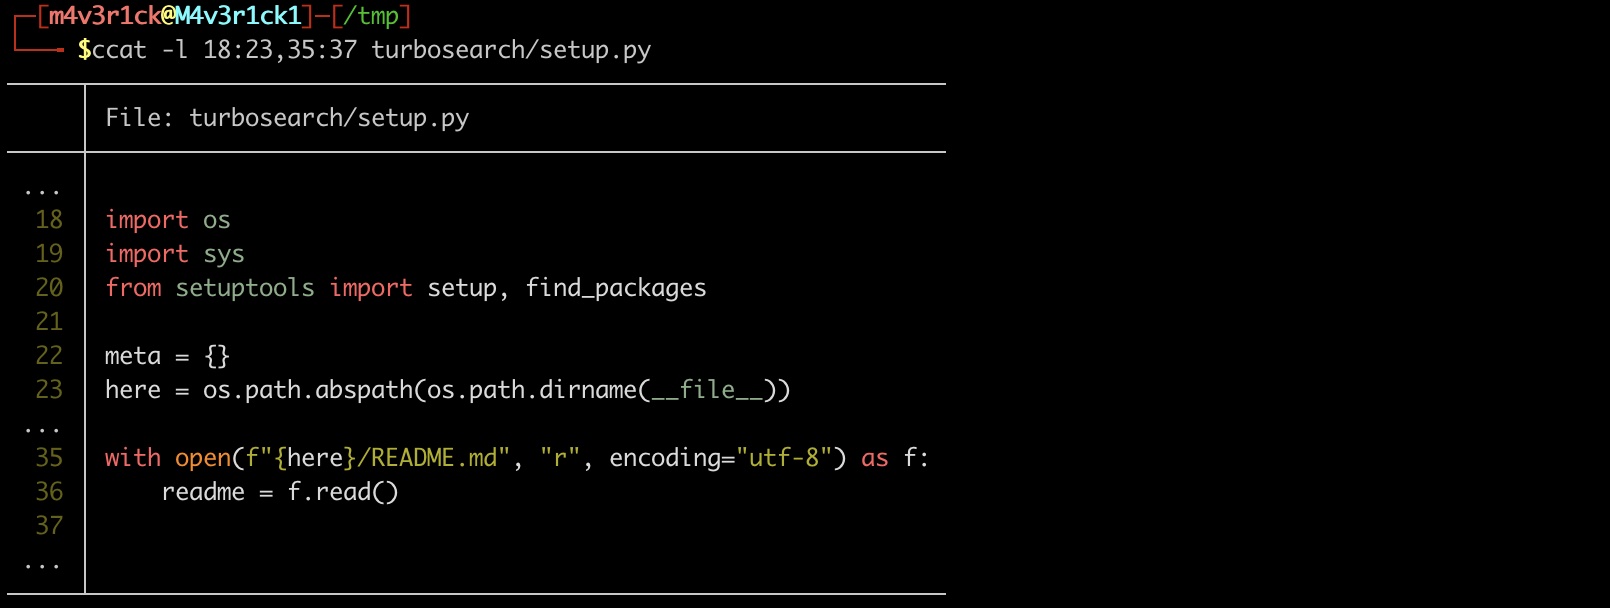 [m4v3r1ck@M4v3r1ck1]─[/tmp]
$ccat -l 18:23,35:37 turbosearch/setup.py
File: turbosearch/setup.py
...
18 import os
19 import sys
20 from setuptools import setup, find_packages
21
22 meta = {}
23 here = os.path.abspath(os.path.dirname(__file__))
...
35 with open(f"{here}/README.md", "r", encoding="utf-8") as f:
36     readme = f.read()
37
...